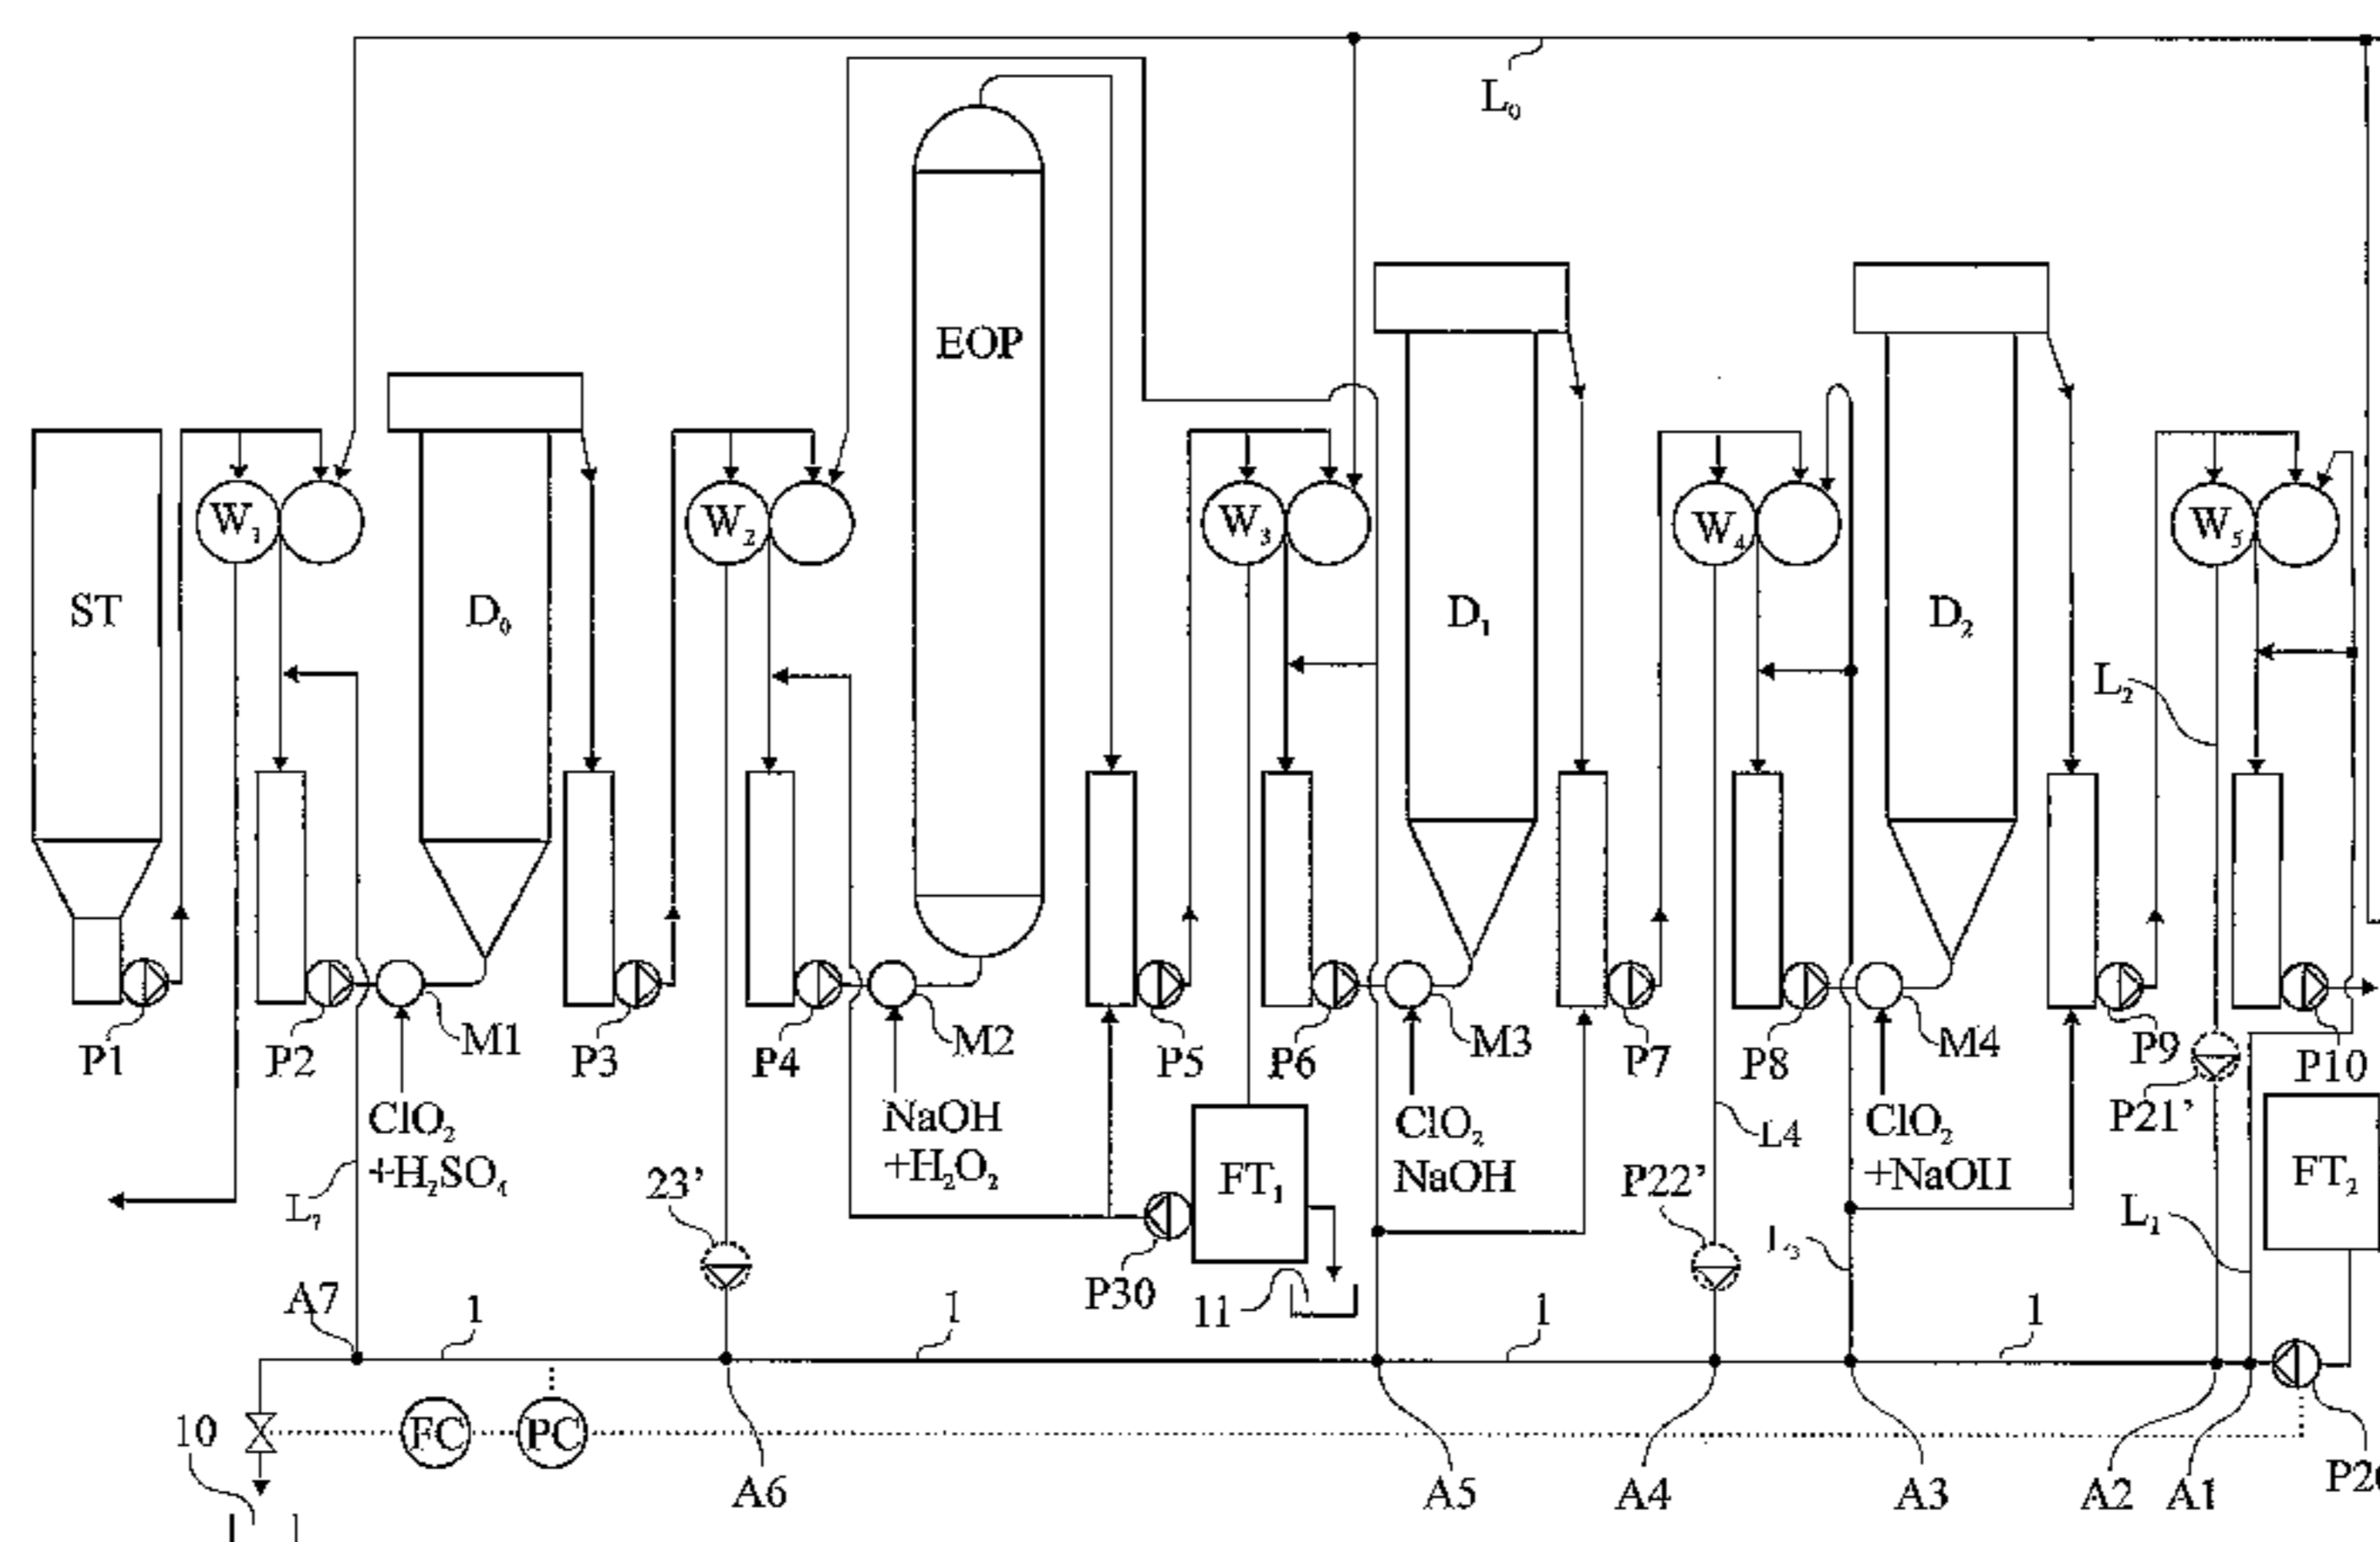 L₀
EOP
W₁
W₂
W₃
W₄
W₅
ST
D₀
D₁
D₂
L₂
P1
P2
M1
P3
P4
M2
P5
P6
M3
P7
P8
M4
P9
P21'
P10
ClO₂
+H₂SO₄
NaOH
+H₂O₂
ClO₂
NaOH
ClO₂
+NaOH
L4
FT₁
FT₂
L₇
23'
P22'
L₃
L₁
P30
11
A7
1
1
1
1
10
FC
PC
A6
A5
A4
A3
A2
A1